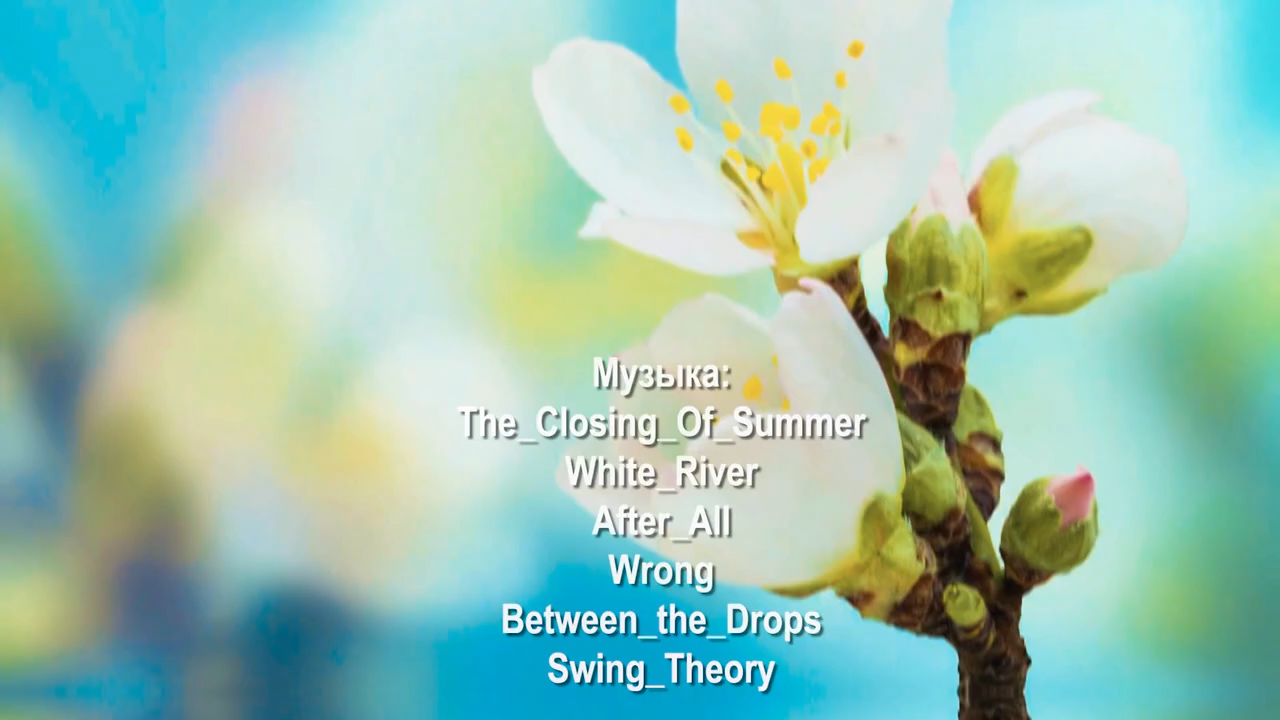 Музыка:
The_Closing_Of_Summer
White_River
After_All
Wrong
Between_the_Drops
Swing_Theory